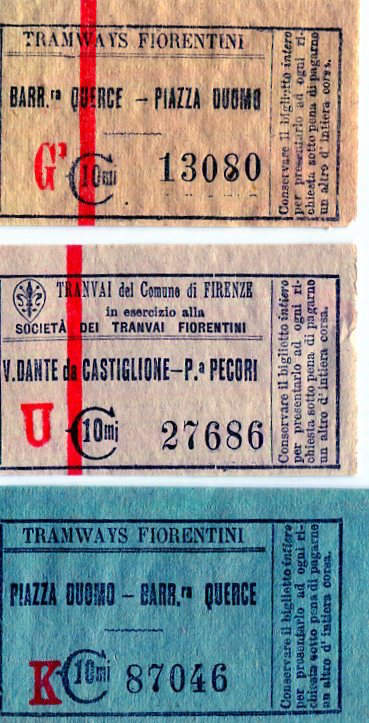 TRAMWAYS FIORENTINI
BARR.ra QUERCE – PIAZZA DUOMO
G' C 10mi 13080
Conservare il biglietto intiero
per presentarlo ad ogni ri-
chiesta sotto pena di pagarne
un altro d'intiera corsa.
TRANVAI del Comune di FIRENZE
in esercizio alla
SOCIETÀ DEI TRANVAI FIORENTINI
V. DANTE da CASTIGLIONE–P.a PECORI
U C 10mi 27686
Conservare il biglietto intiero
per presentarlo ad ogni ri-
chiesta sotto pena di pagarne
un altro d'intiera corsa.
TRAMWAYS FIORENTINI
PIAZZA DUOMO – BARR.ra QUERCE
K C 10mi 87046
Conservare il biglietto intiero
per presentarlo ad ogni ri-
chiesta sotto pena di pagarne
un altro d'intiera corsa.